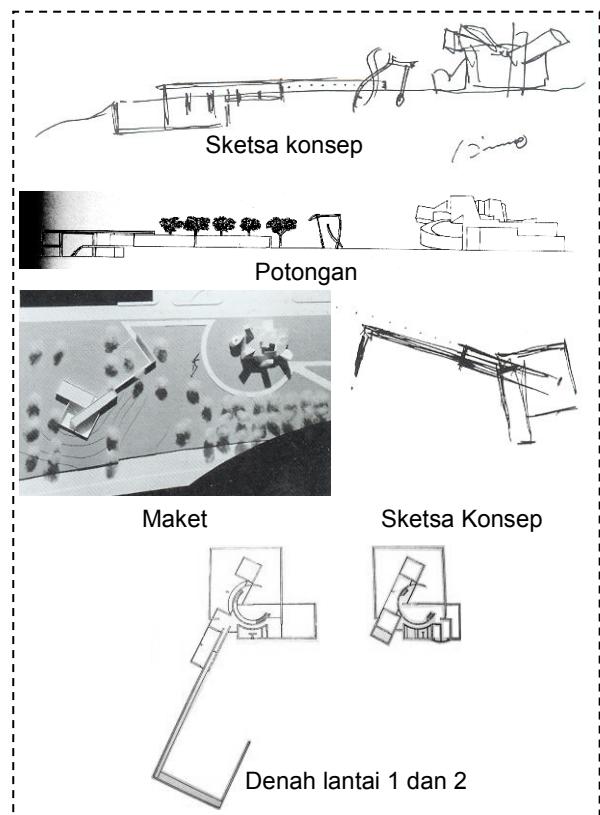 Sketsa konsep
Potongan
Maket
Sketsa Konsep
Denah lantai 1 dan 2